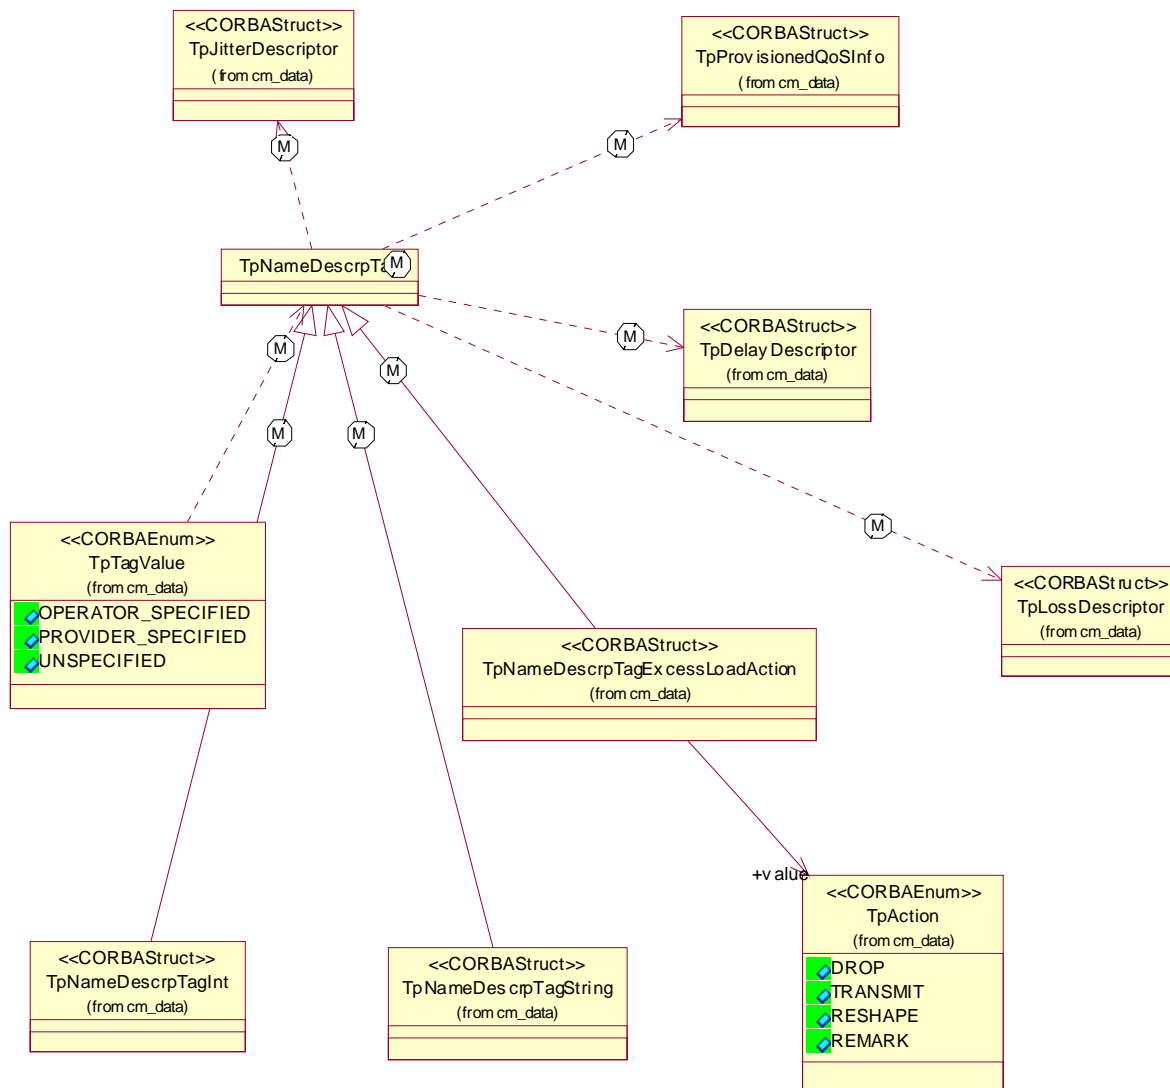 <<CORBAStruct>>
TpJitterDescriptor
(from cm_data)
<<CORBAStruct>>
TpProvisionedQoSInfo
(from cm_data)
M
M
TpNameDescrpTa
M
<<CORBAStruct>>
TpDelayDescriptor
(from cm_data)
M
M
M
M
M
<<CORBAEnum>>
TpTagValue
(from cm_data)
OPERATOR_SPECIFIED
PROVIDER_SPECIFIED
UNSPECIFIED
M
<<CORBAStruct>>
TpLossDescriptor
(from cm_data)
<<CORBAStruct>>
TpNameDescrpTagExcessLoadAction
(from cm_data)
+value
<<CORBAEnum>>
TpAction
(from cm_data)
DROP
TRANSMIT
RESHAPE
REMARK
<<CORBAStruct>>
TpNameDescrpTagInt
(from cm_data)
<<CORBAStruct>>
TpNameDescrpTagString
(from cm_data)